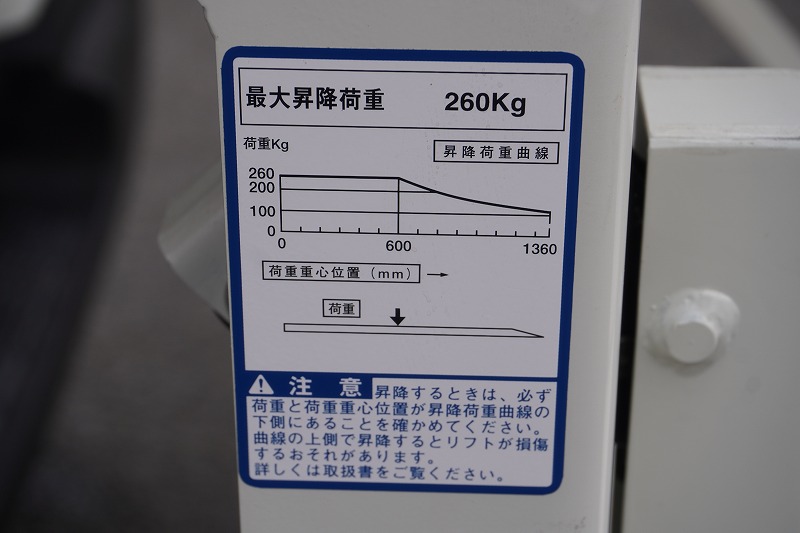 最大昇降荷重 260Kg
荷重Kg
昇降荷重曲線
260
200
100
0
0 600 1360
荷重重心位置(mm) →
荷重
注意 昇降するときは、必ず
荷重と荷重重心位置が昇降荷重曲線の
下側にあることを確かめてください。
曲線の上側で昇降するとリフトが損傷
するおそれがあります。
詳しくは取扱書をご覧ください。